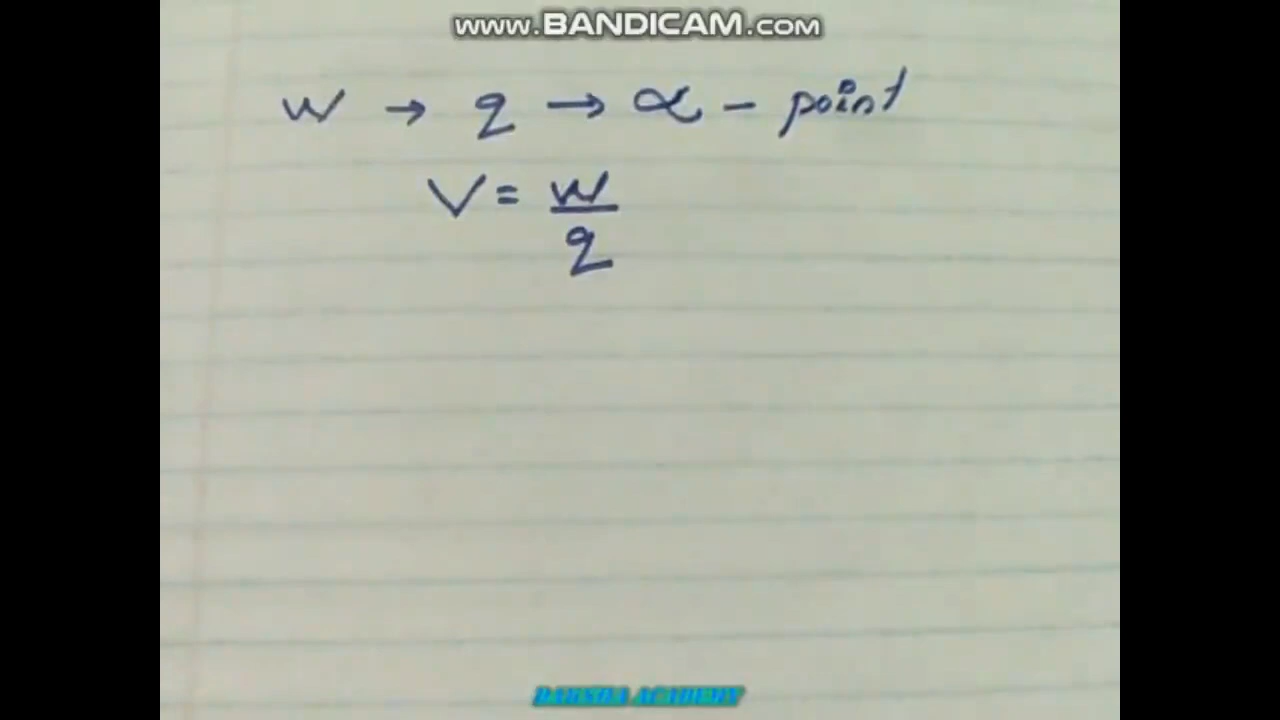 www.BANDICAM.com
w → q → ∝ - point
V = w/q